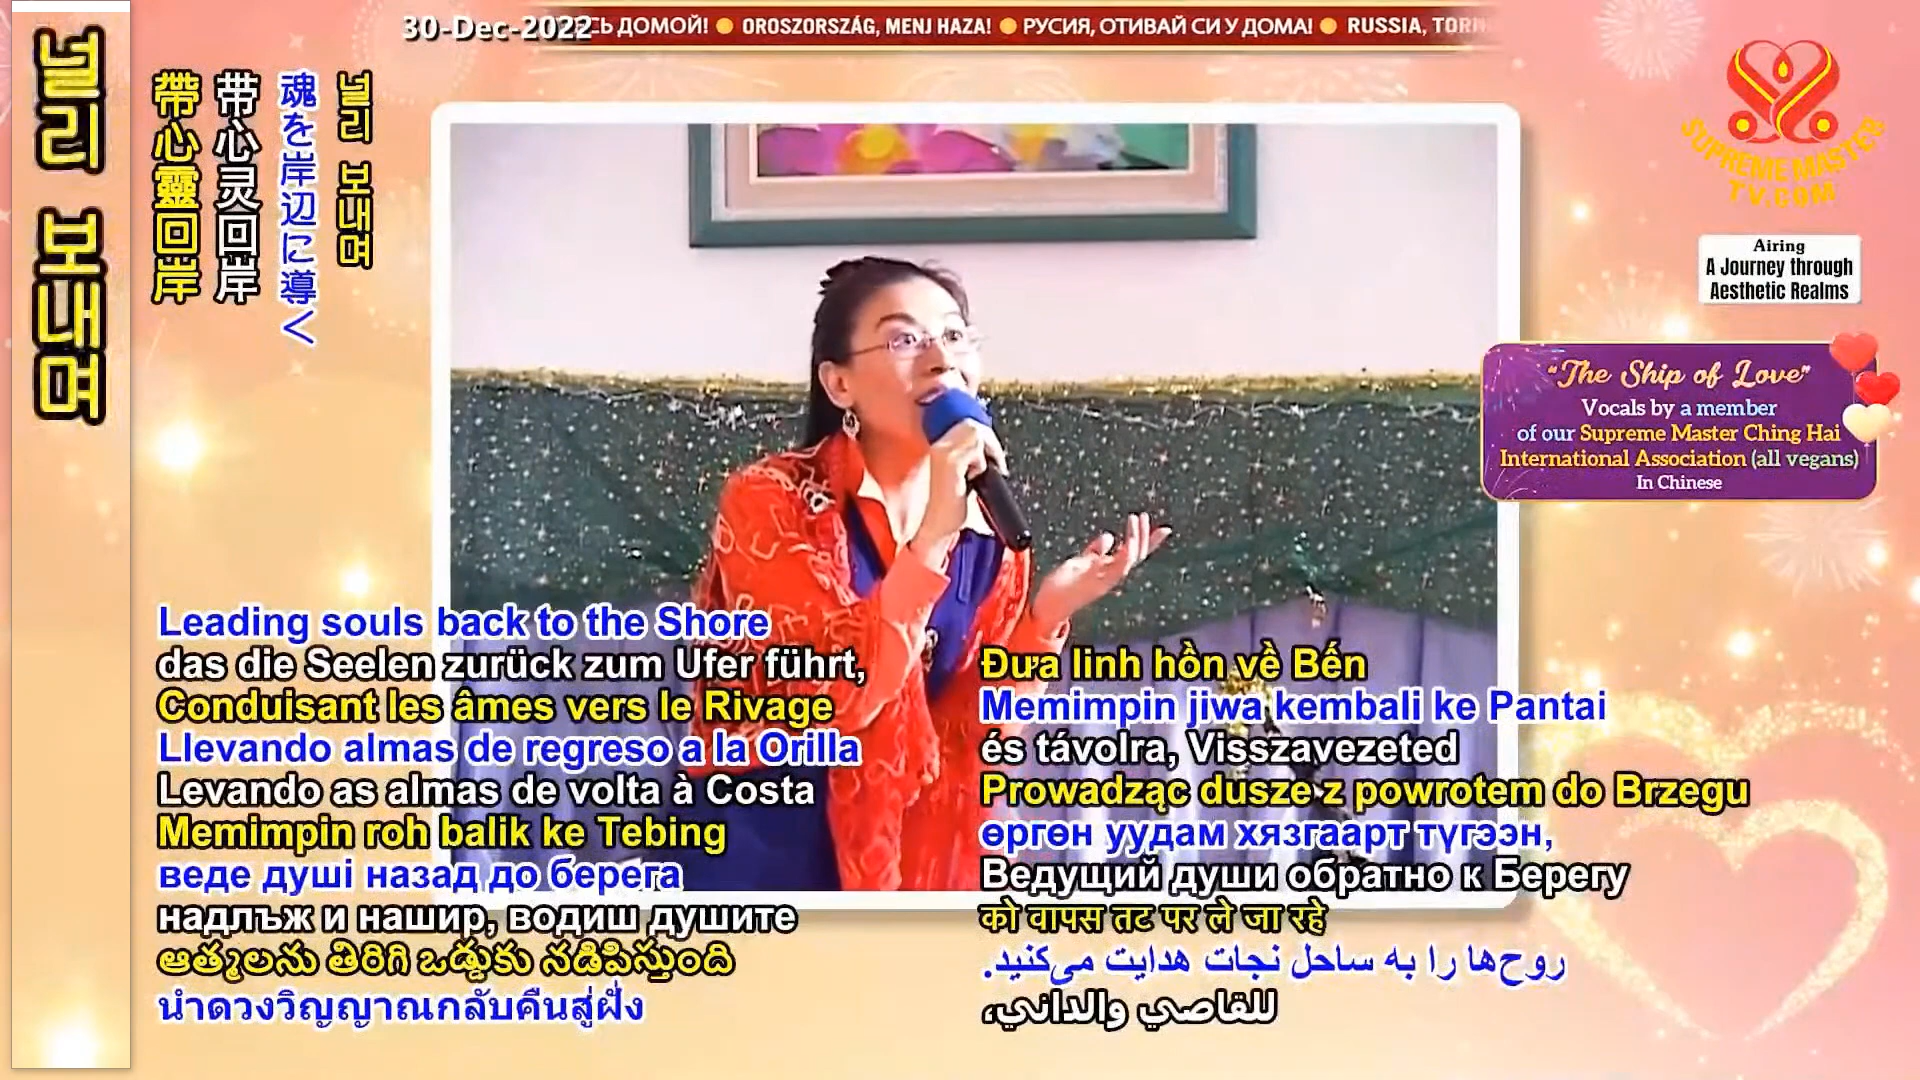 30-Dec-2022
СЬ ДОМОЙ! ● OROSZORSZÁG, MENJ HAZA! ● РУСИЯ, ОТИВАЙ СИ У ДОМА! ● RUSSIA,
널리 보내며
帶心靈回岸
带心灵回岸
魂を岸辺に導く
널리 보내며
SUPREME MASTER
TV.COM
Airing
A Journey through
Aesthetic Realms
"The Ship of Love"
Vocals by a member
of our Supreme Master Ching Hai
International Association (all vegans)
In Chinese
Leading souls back to the Shore
das die Seelen zurück zum Ufer führt,
Conduisant les âmes vers le Rivage
Llevando almas de regreso a la Orilla
Levando as almas de volta à Costa
Memimpin roh balik ke Tebing
веде душі назад до берега
надлъж и нашир, водиш душите
ఆత్మలను తిరిగి ఒడ్డుకు నడిపిస్తుంది
นำดวงวิญญาณกลับคืนสู่ฝั่ง
Đưa linh hồn về Bến
Memimpin jiwa kembali ke Pantai
és távolra, Visszavezeted
Prowadząc dusze z powrotem do Brzegu
өргөн уудам хязгаарт түгээн,
Ведущий души обратно к Берегу
को वापस तट पर ले जा रहे
روح‌ها را به ساحل نجات هدایت می‌کنید.
للقاصي والداني،